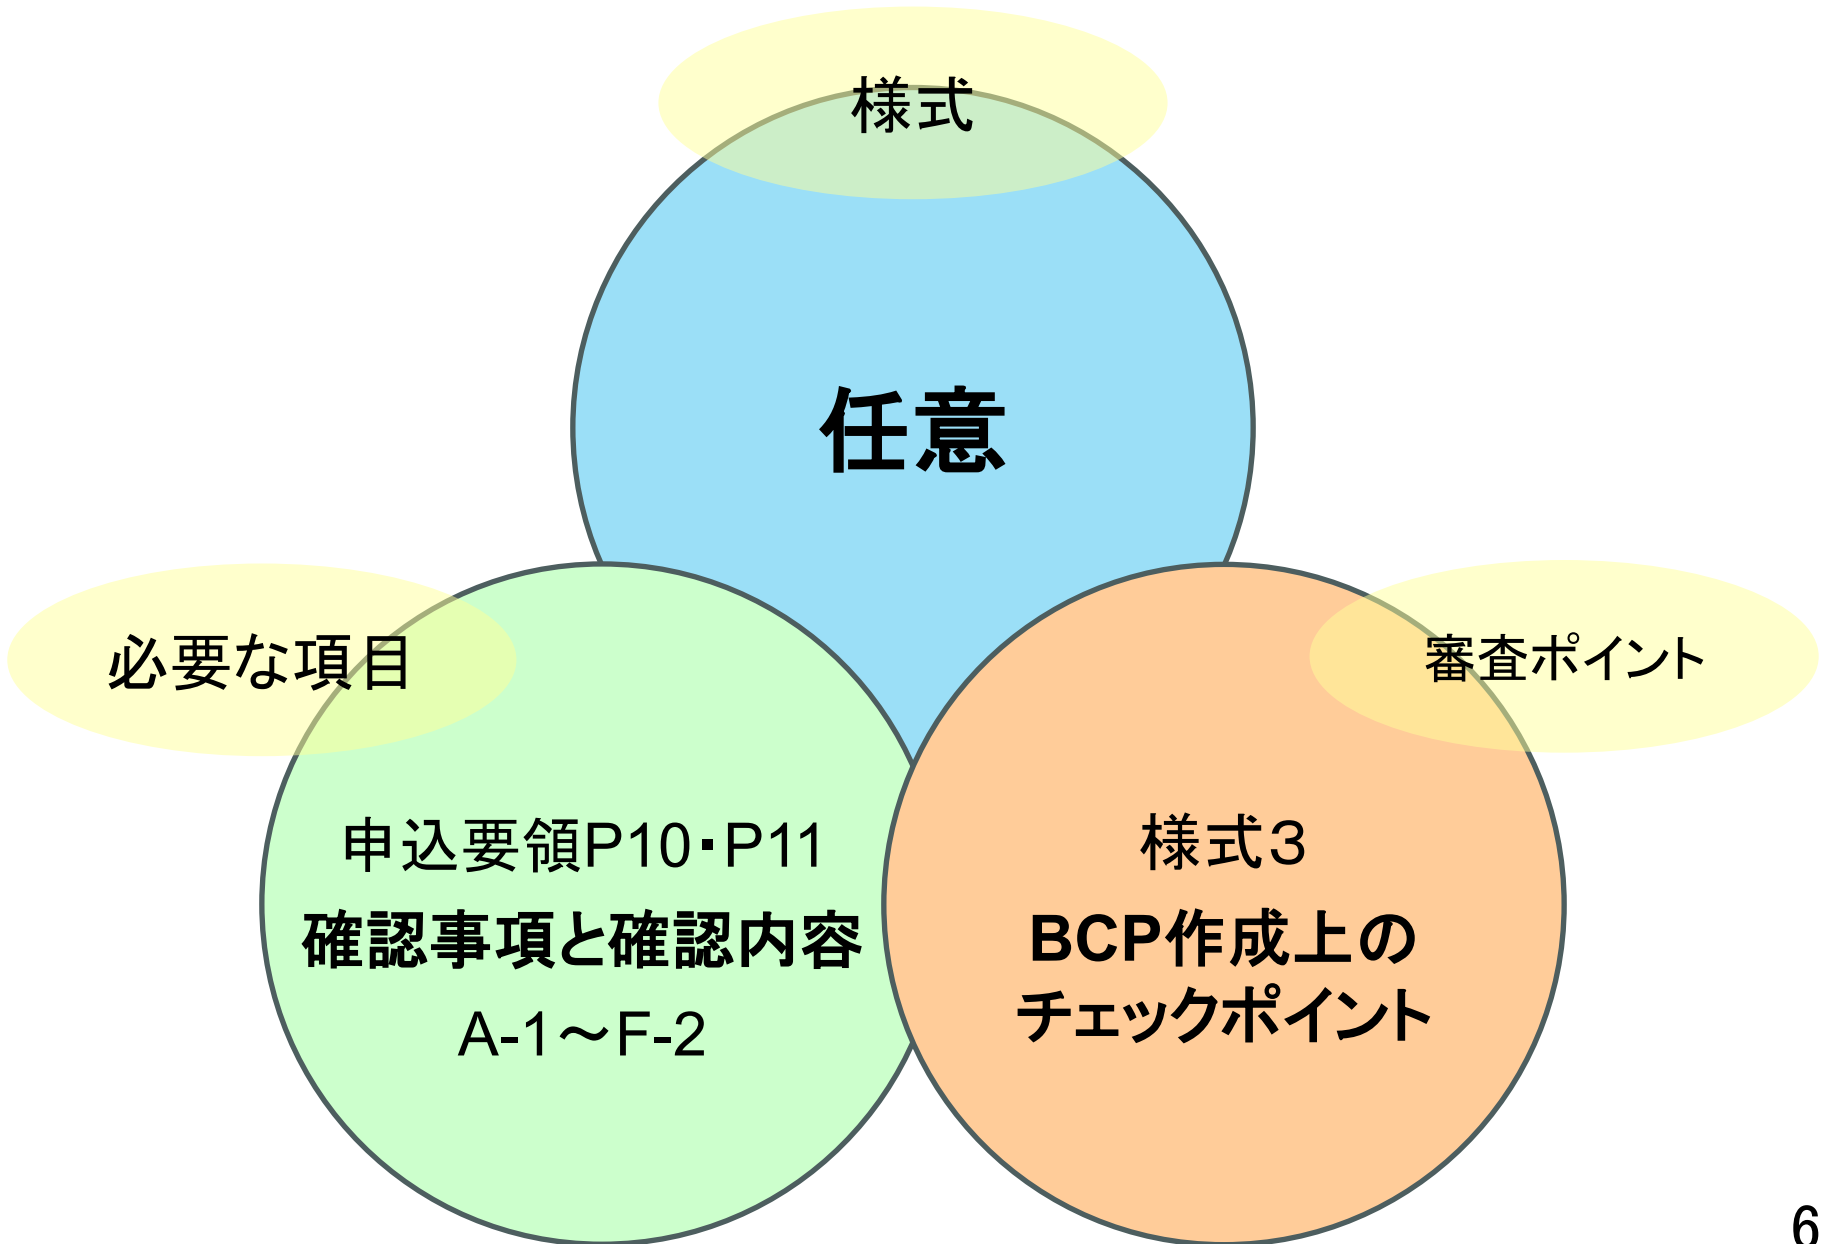 様式
任意
必要な項目
申込要領P10・P11
確認事項と確認内容
A-1～F-2
審査ポイント
様式３
BCP作成上の
チェックポイント
6